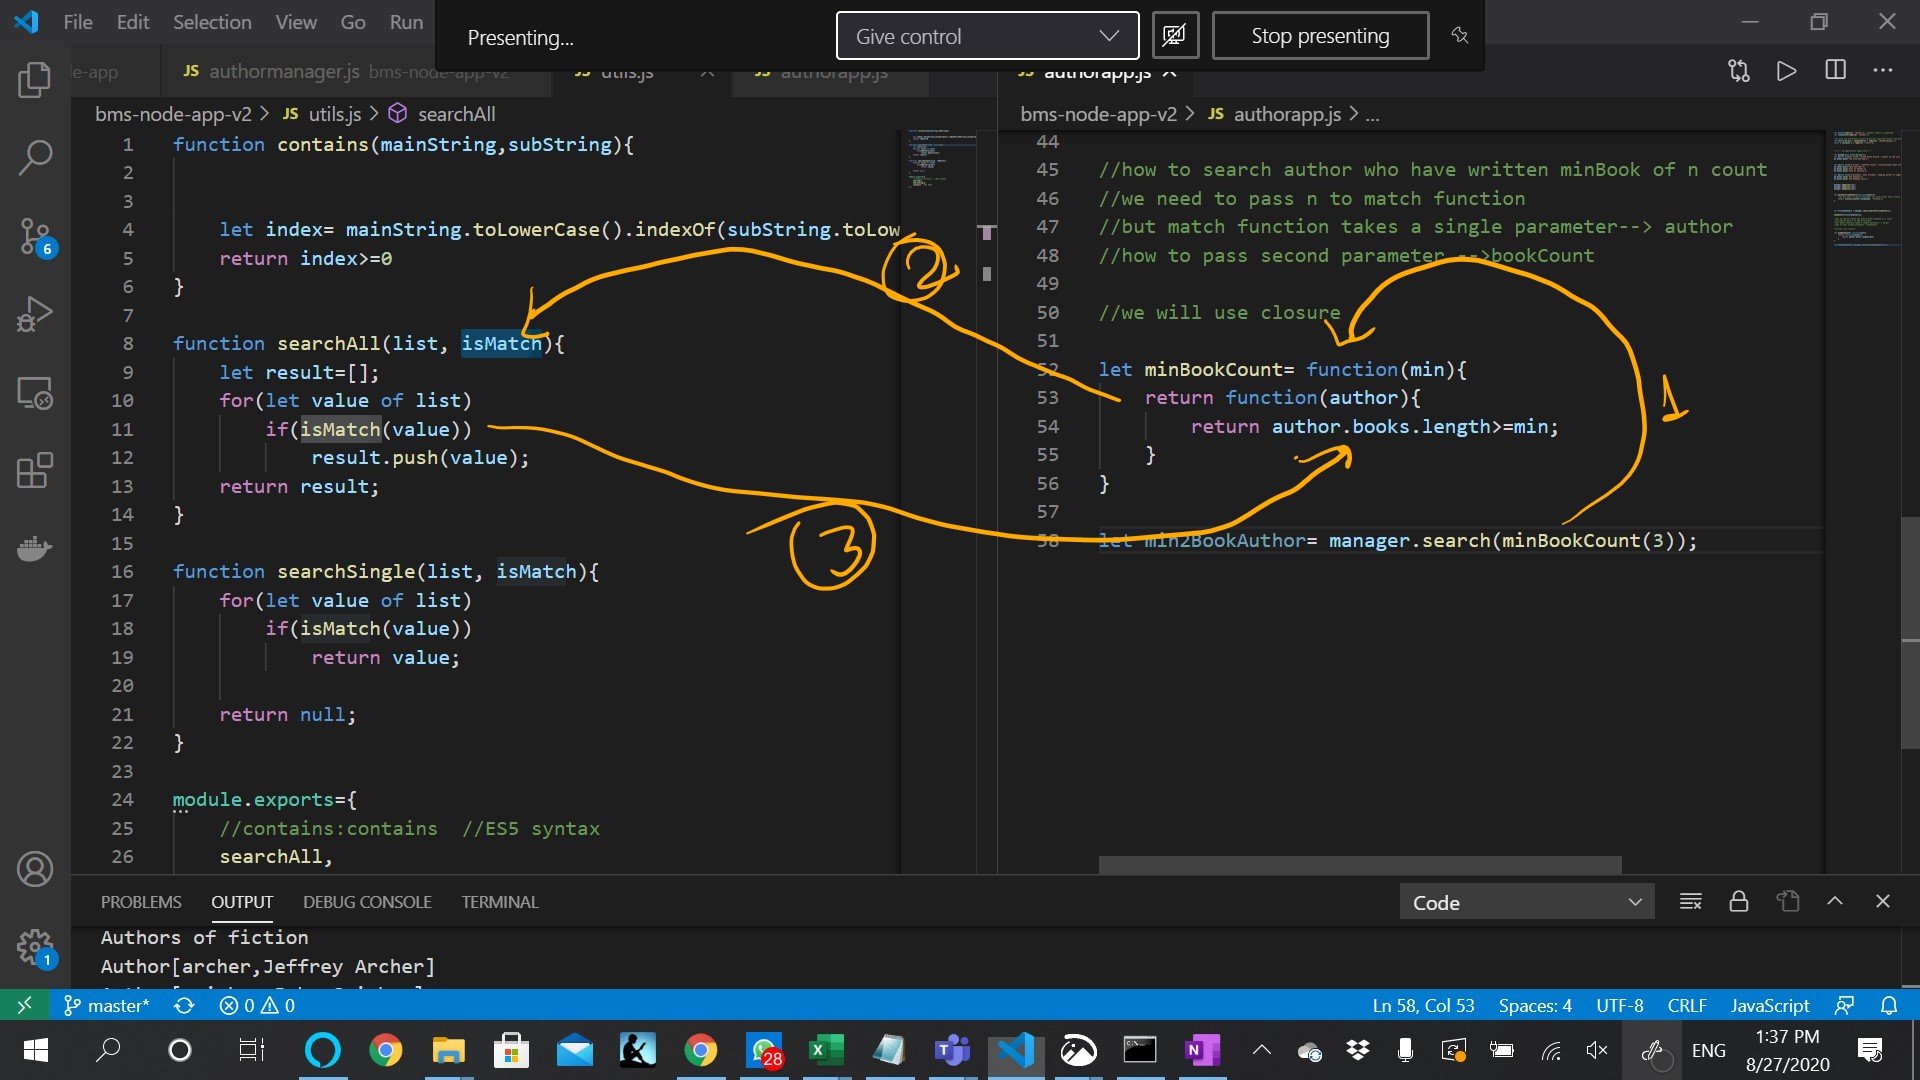 File Edit Selection View Go Run
Presenting...
Give control
Stop presenting
le-app
JS authormanager.js bms-node-app-v2
JS utils.js
JS authorapp.js
JS authorapp.js
bms-node-app-v2 > JS utils.js > searchAll
1 function contains(mainString,subString){
2
3
4 let index= mainString.toLowerCase().indexOf(subString.toLow
5 return index>=0
6 }
7
8 function searchAll(list, isMatch){
9 let result=[];
10 for(let value of list)
11 if(isMatch(value))
12 result.push(value);
13 return result;
14 }
15
16 function searchSingle(list, isMatch){
17 for(let value of list)
18 if(isMatch(value))
19 return value;
20
21 return null;
22 }
23
24 module.exports={
25 //contains:contains //ES5 syntax
26 searchAll,
bms-node-app-v2 > JS authorapp.js > ...
44
45 //how to search author who have written minBook of n count
46 //we need to pass n to match function
47 //but match function takes a single parameter--> author
48 //how to pass second parameter -->bookCount
49
50 //we will use closure
51
52 let minBookCount= function(min){
53 return function(author){
54 return author.books.length>=min;
55 }
56 }
57
58 let min2BookAuthor= manager.search(minBookCount(3));
1
2
3
PROBLEMS OUTPUT DEBUG CONSOLE TERMINAL
Code
Authors of fiction
Author[archer,Jeffrey Archer]
master* 0 0
Ln 58, Col 53 Spaces: 4 UTF-8 CRLF JavaScript
6
1
28
ENG
1:37 PM
8/27/2020